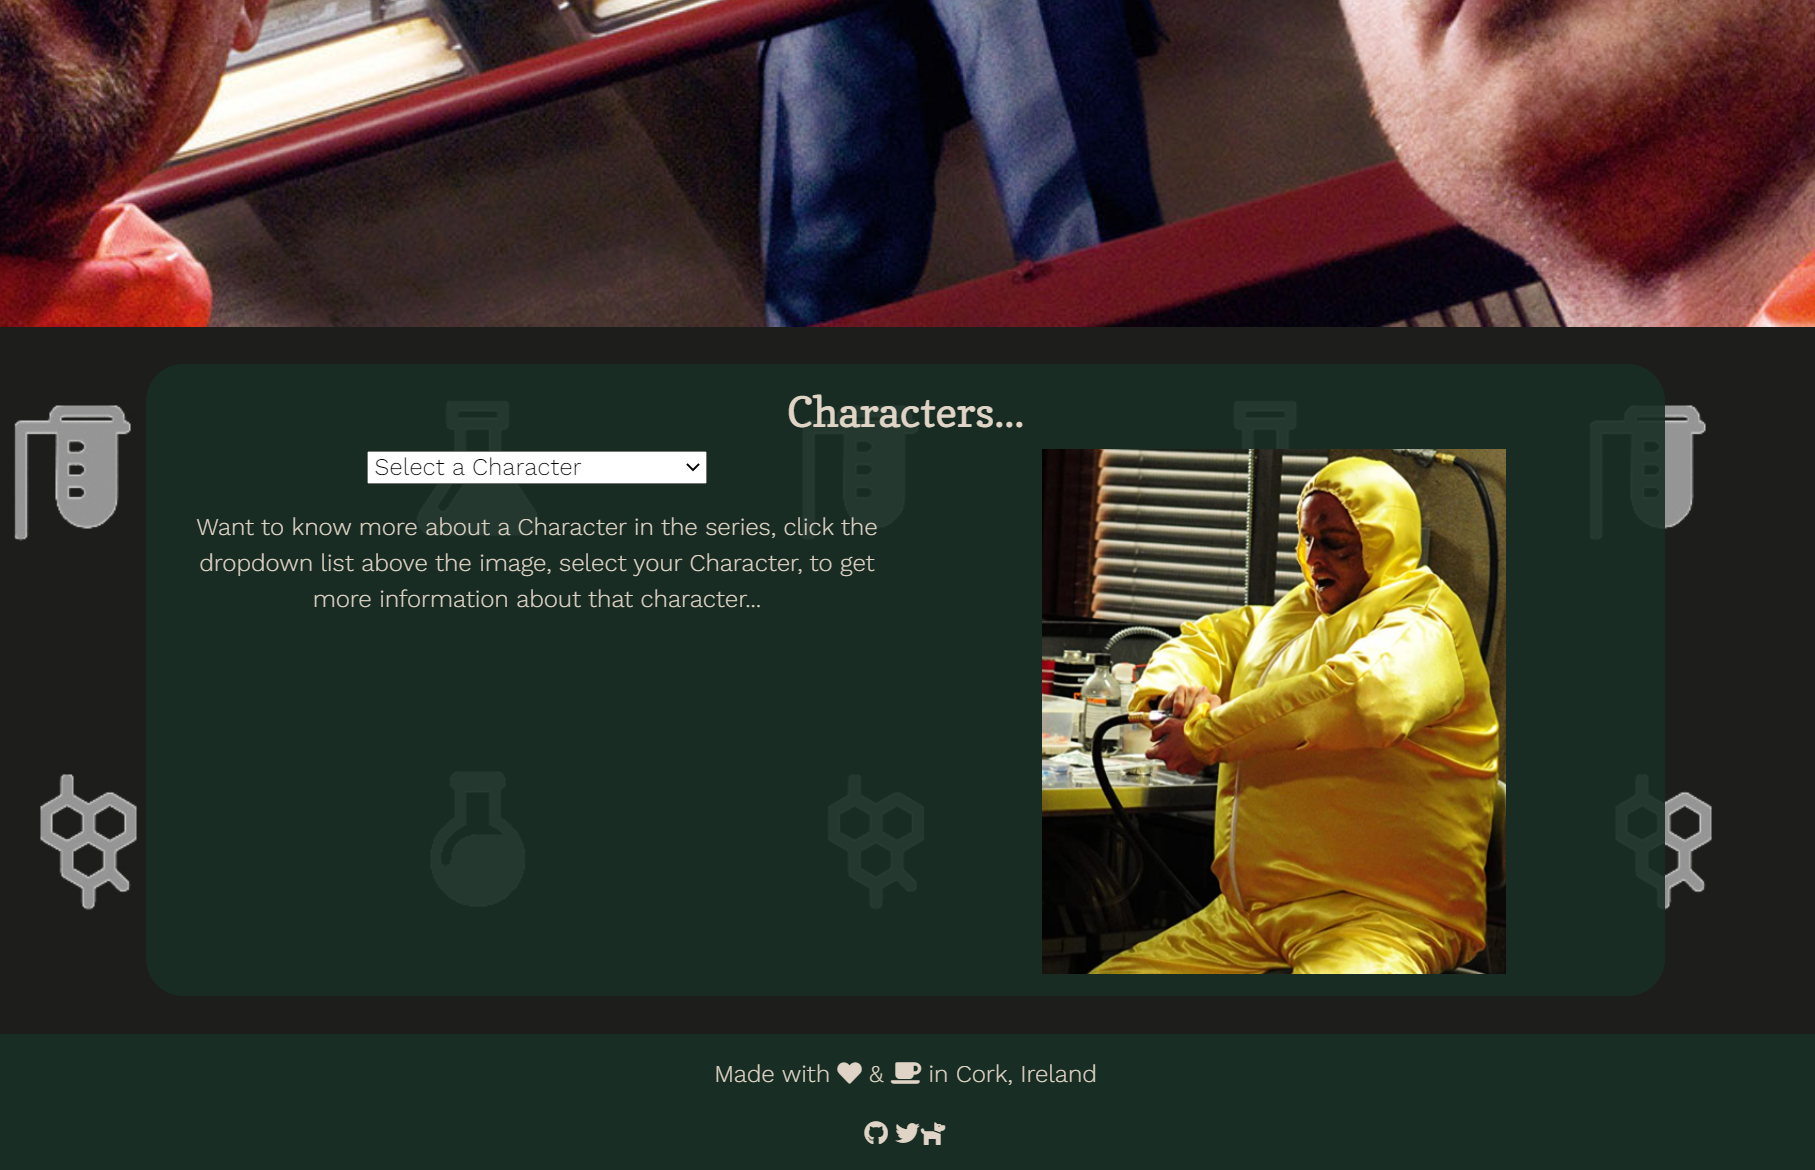 Characters...
Select a Character
Want to know more about a Character in the series, click the
dropdown list above the image, select your Character, to get
more information about that character...
Made with & in Cork, Ireland